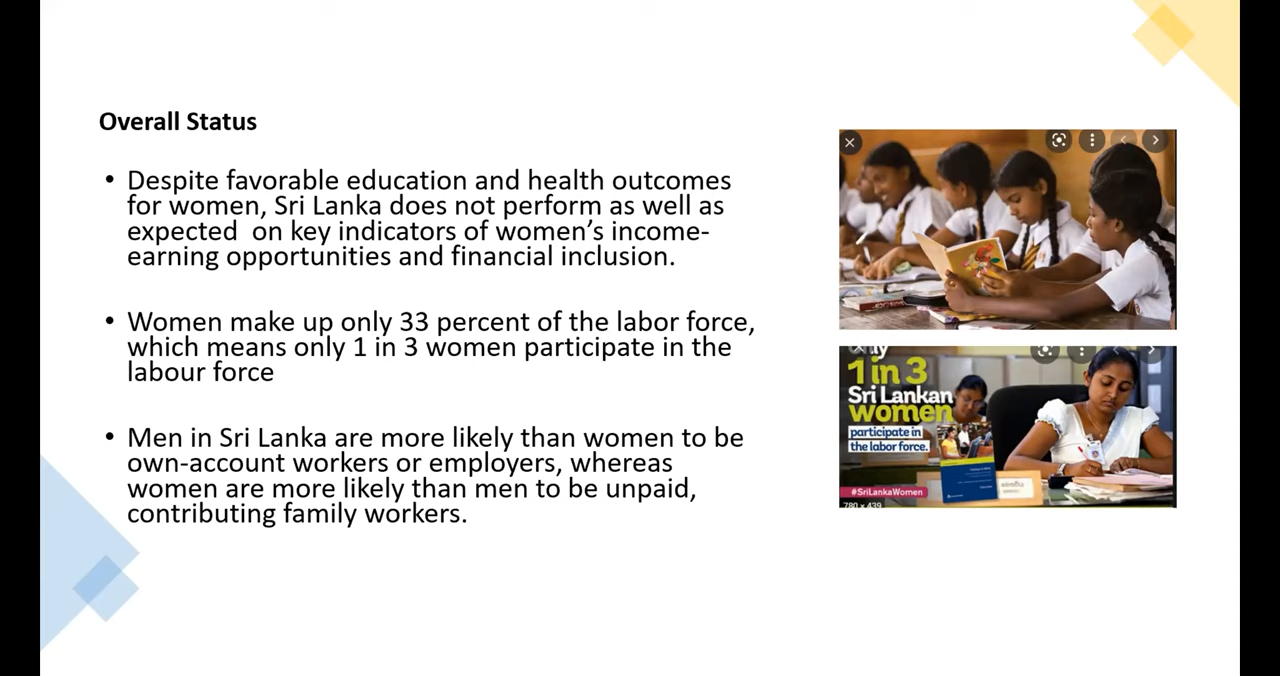 Overall Status
• Despite favorable education and health outcomes
for women, Sri Lanka does not perform as well as
expected  on key indicators of women’s income-
earning opportunities and financial inclusion.
• Women make up only 33 percent of the labor force,
which means only 1 in 3 women participate in the
labour force
• Men in Sri Lanka are more likely than women to be
own-account workers or employers, whereas
women are more likely than men to be unpaid,
contributing family workers.
1 in 3
Sri Lankan
women
participate in
the labor force.
#SriLankaWomen
780 × 439